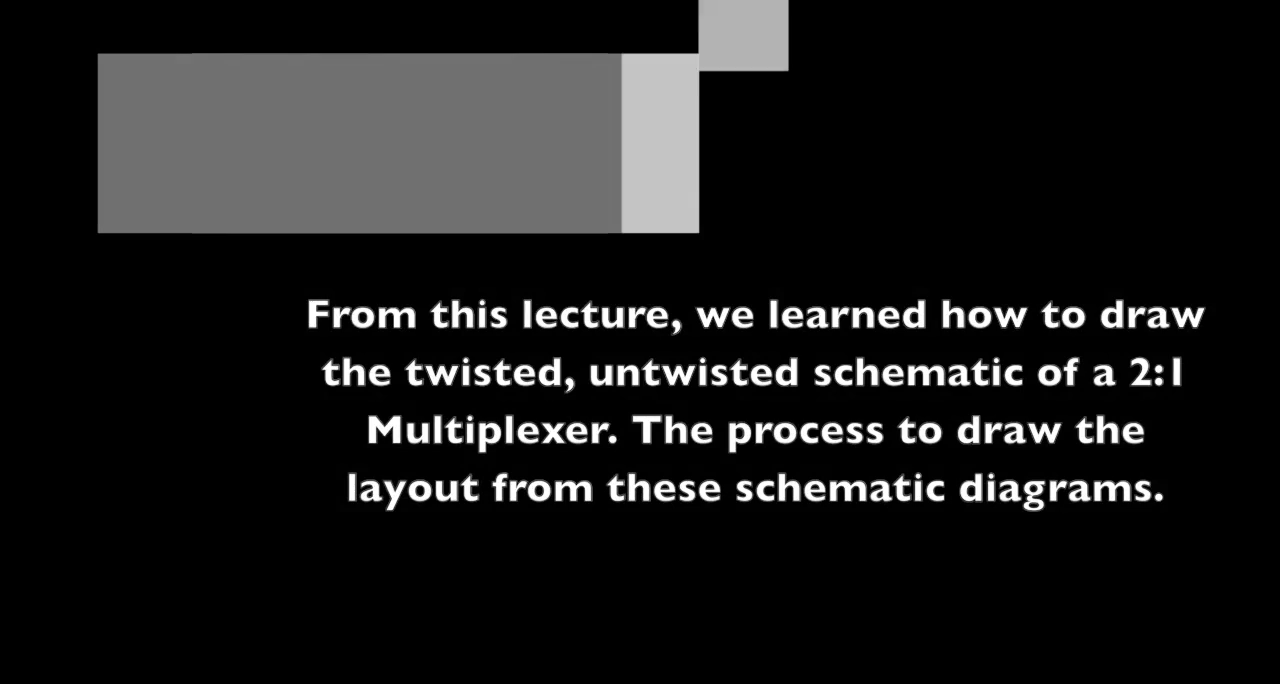 From this lecture, we learned how to draw
the twisted, untwisted schematic of a 2:1
Multiplexer. The process to draw the
layout from these schematic diagrams.